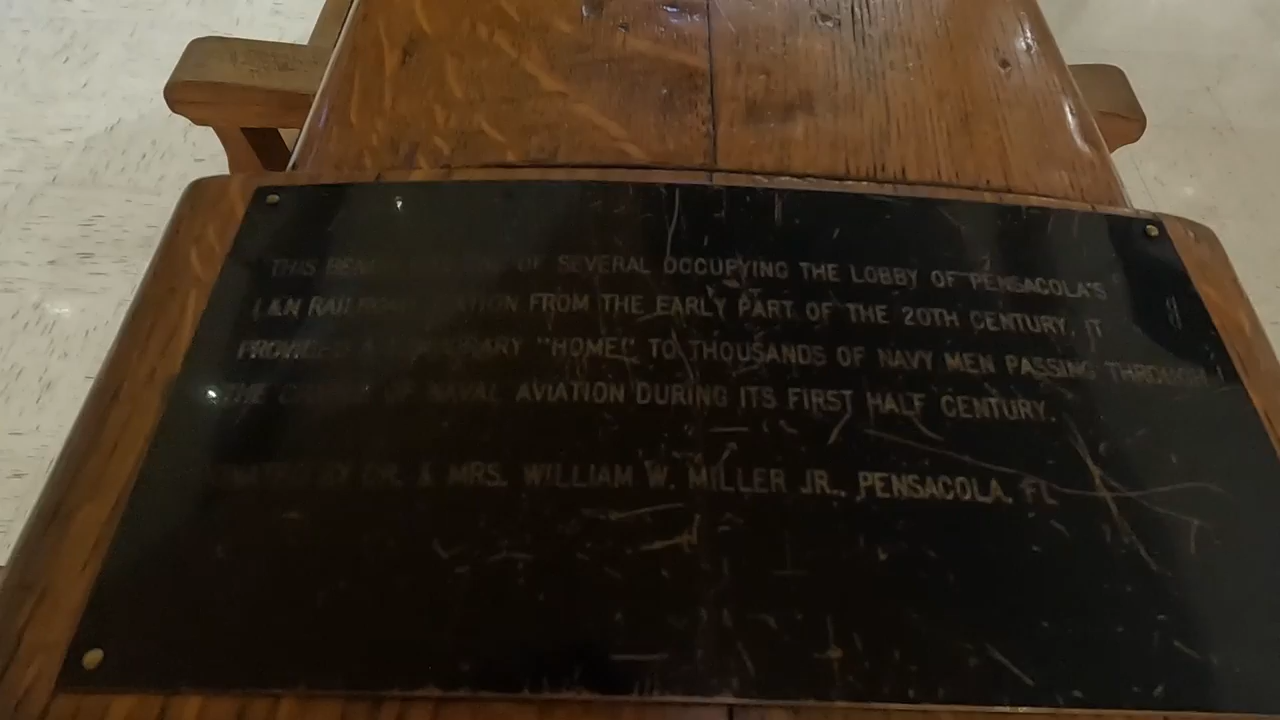 THIS BENCH OF SEVERAL OCCUPYING THE LOBBY OF PENSACOLA'S
L&N RAILROAD STATION FROM THE EARLY PART OF THE 20TH CENTURY. IT
PROVIDED A TEMPORARY "HOME" TO THOUSANDS OF NAVY MEN PASSING THROUGH
THE CRADLE OF NAVAL AVIATION DURING ITS FIRST HALF CENTURY.
BY DR. & MRS. WILLIAM W. MILLER JR., PENSACOLA, FL